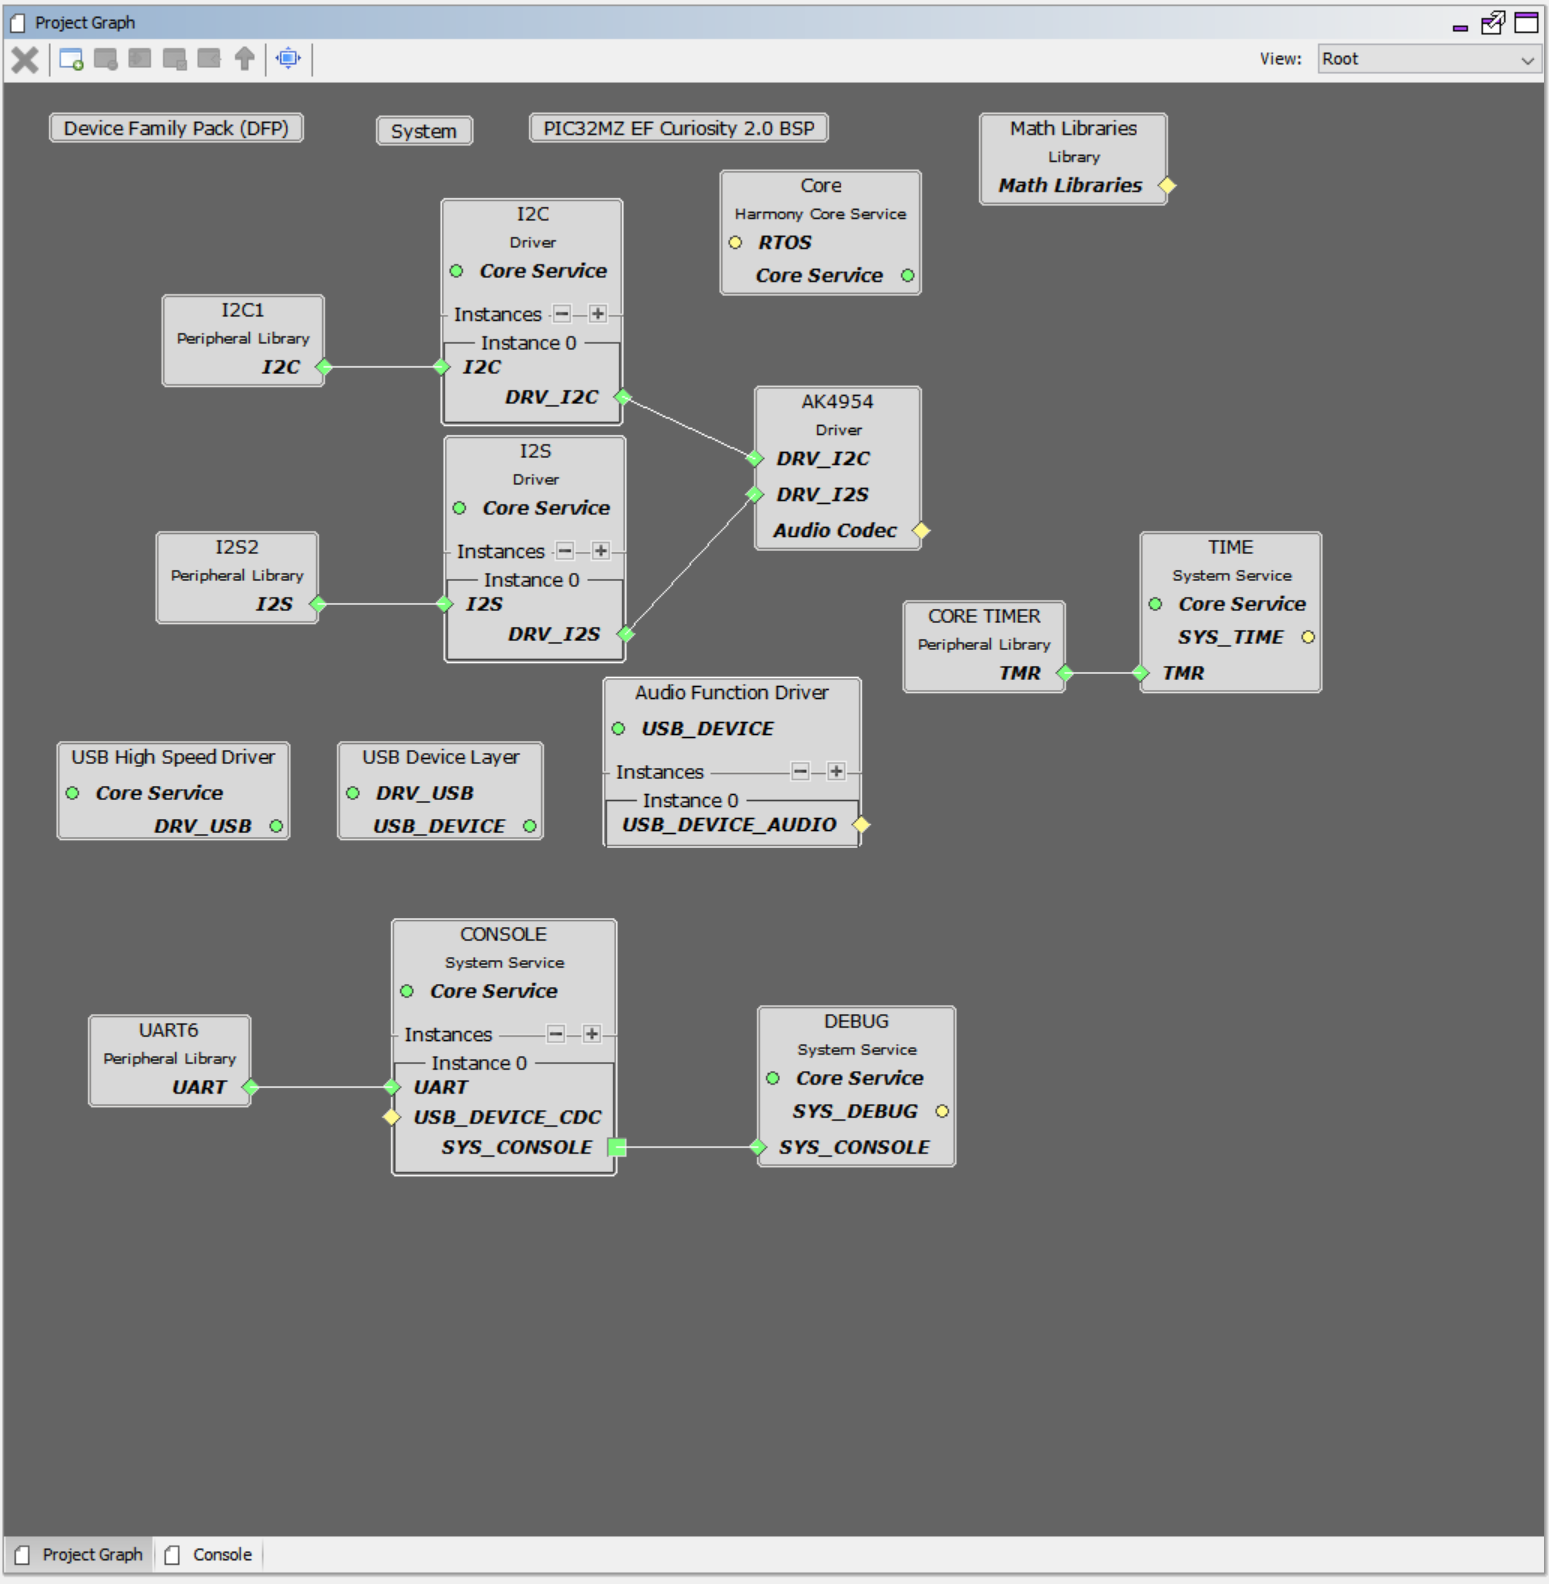 Project Graph
View: Root
Device Family Pack (DFP)
System
PIC32MZ EF Curiosity 2.0 BSP
Math Libraries
Library
Math Libraries
Core
Harmony Core Service
RTOS
Core Service
I2C
Driver
Core Service
Instances
Instance 0
I2C
DRV_I2C
I2C1
Peripheral Library
I2C
AK4954
Driver
DRV_I2C
DRV_I2S
Audio Codec
I2S
Driver
Core Service
Instances
Instance 0
I2S
DRV_I2S
I2S2
Peripheral Library
I2S
TIME
System Service
Core Service
SYS_TIME
TMR
CORE TIMER
Peripheral Library
TMR
Audio Function Driver
USB_DEVICE
Instances
Instance 0
USB_DEVICE_AUDIO
USB High Speed Driver
Core Service
DRV_USB
USB Device Layer
DRV_USB
USB_DEVICE
CONSOLE
System Service
Core Service
Instances
Instance 0
UART
USB_DEVICE_CDC
SYS_CONSOLE
UART6
Peripheral Library
UART
DEBUG
System Service
Core Service
SYS_DEBUG
SYS_CONSOLE
Project Graph
Console